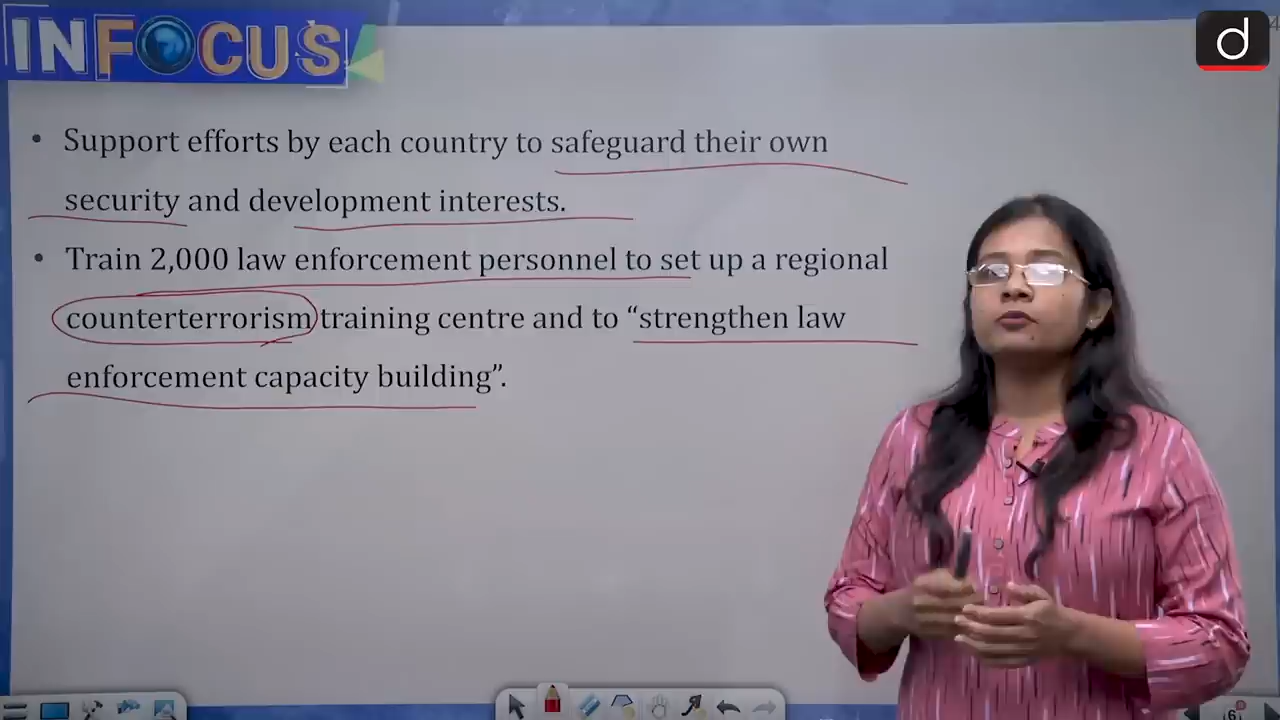 INFOCUS
d
• Support efforts by each country to safeguard their own
security and development interests.
• Train 2,000 law enforcement personnel to set up a regional
counterterrorism training centre and to “strengthen law
enforcement capacity building”.
6